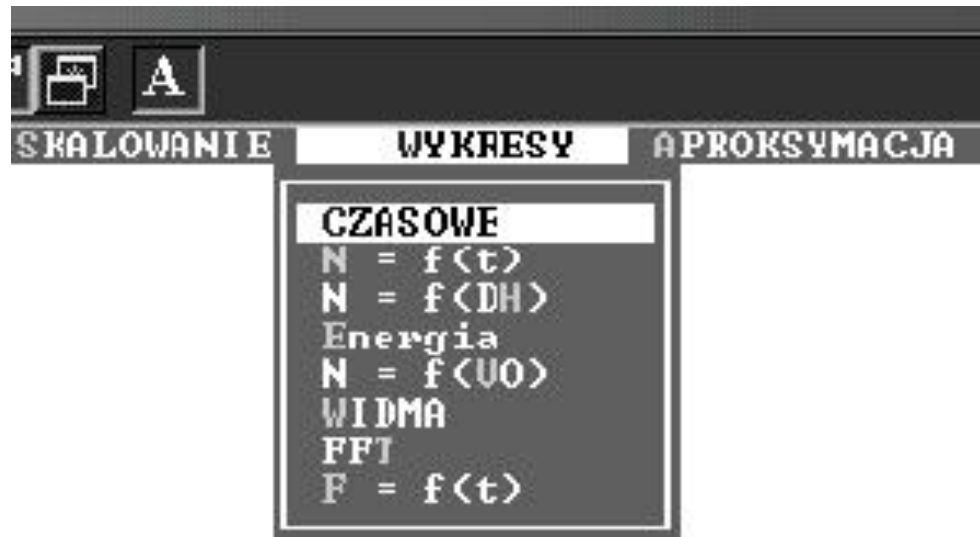 A
SKALOWANIE WYKRESY APROKSYMACJA
CZASOWE
N = f(t)
N = f(DH)
Energia
N = f(VO)
WIDMA
FFT
F = f(t)